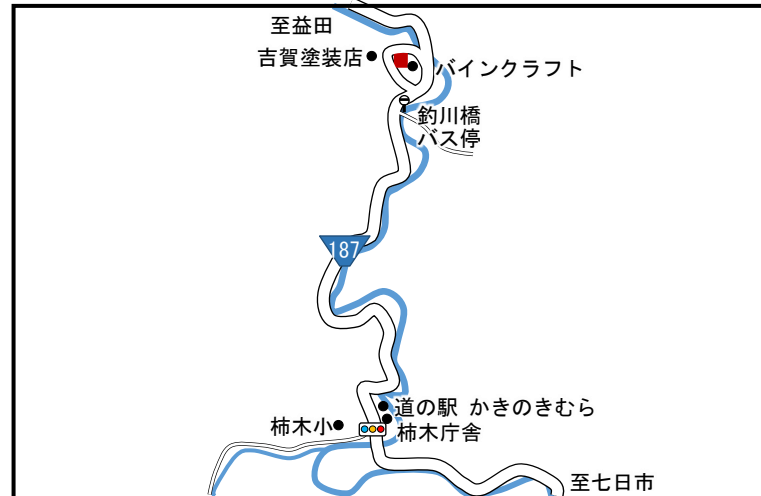 至益田
吉賀塗装店
バインクラフト
釣川橋
バス停
187
道の駅 かきのきむら
柿木小
柿木庁舎
至七日市